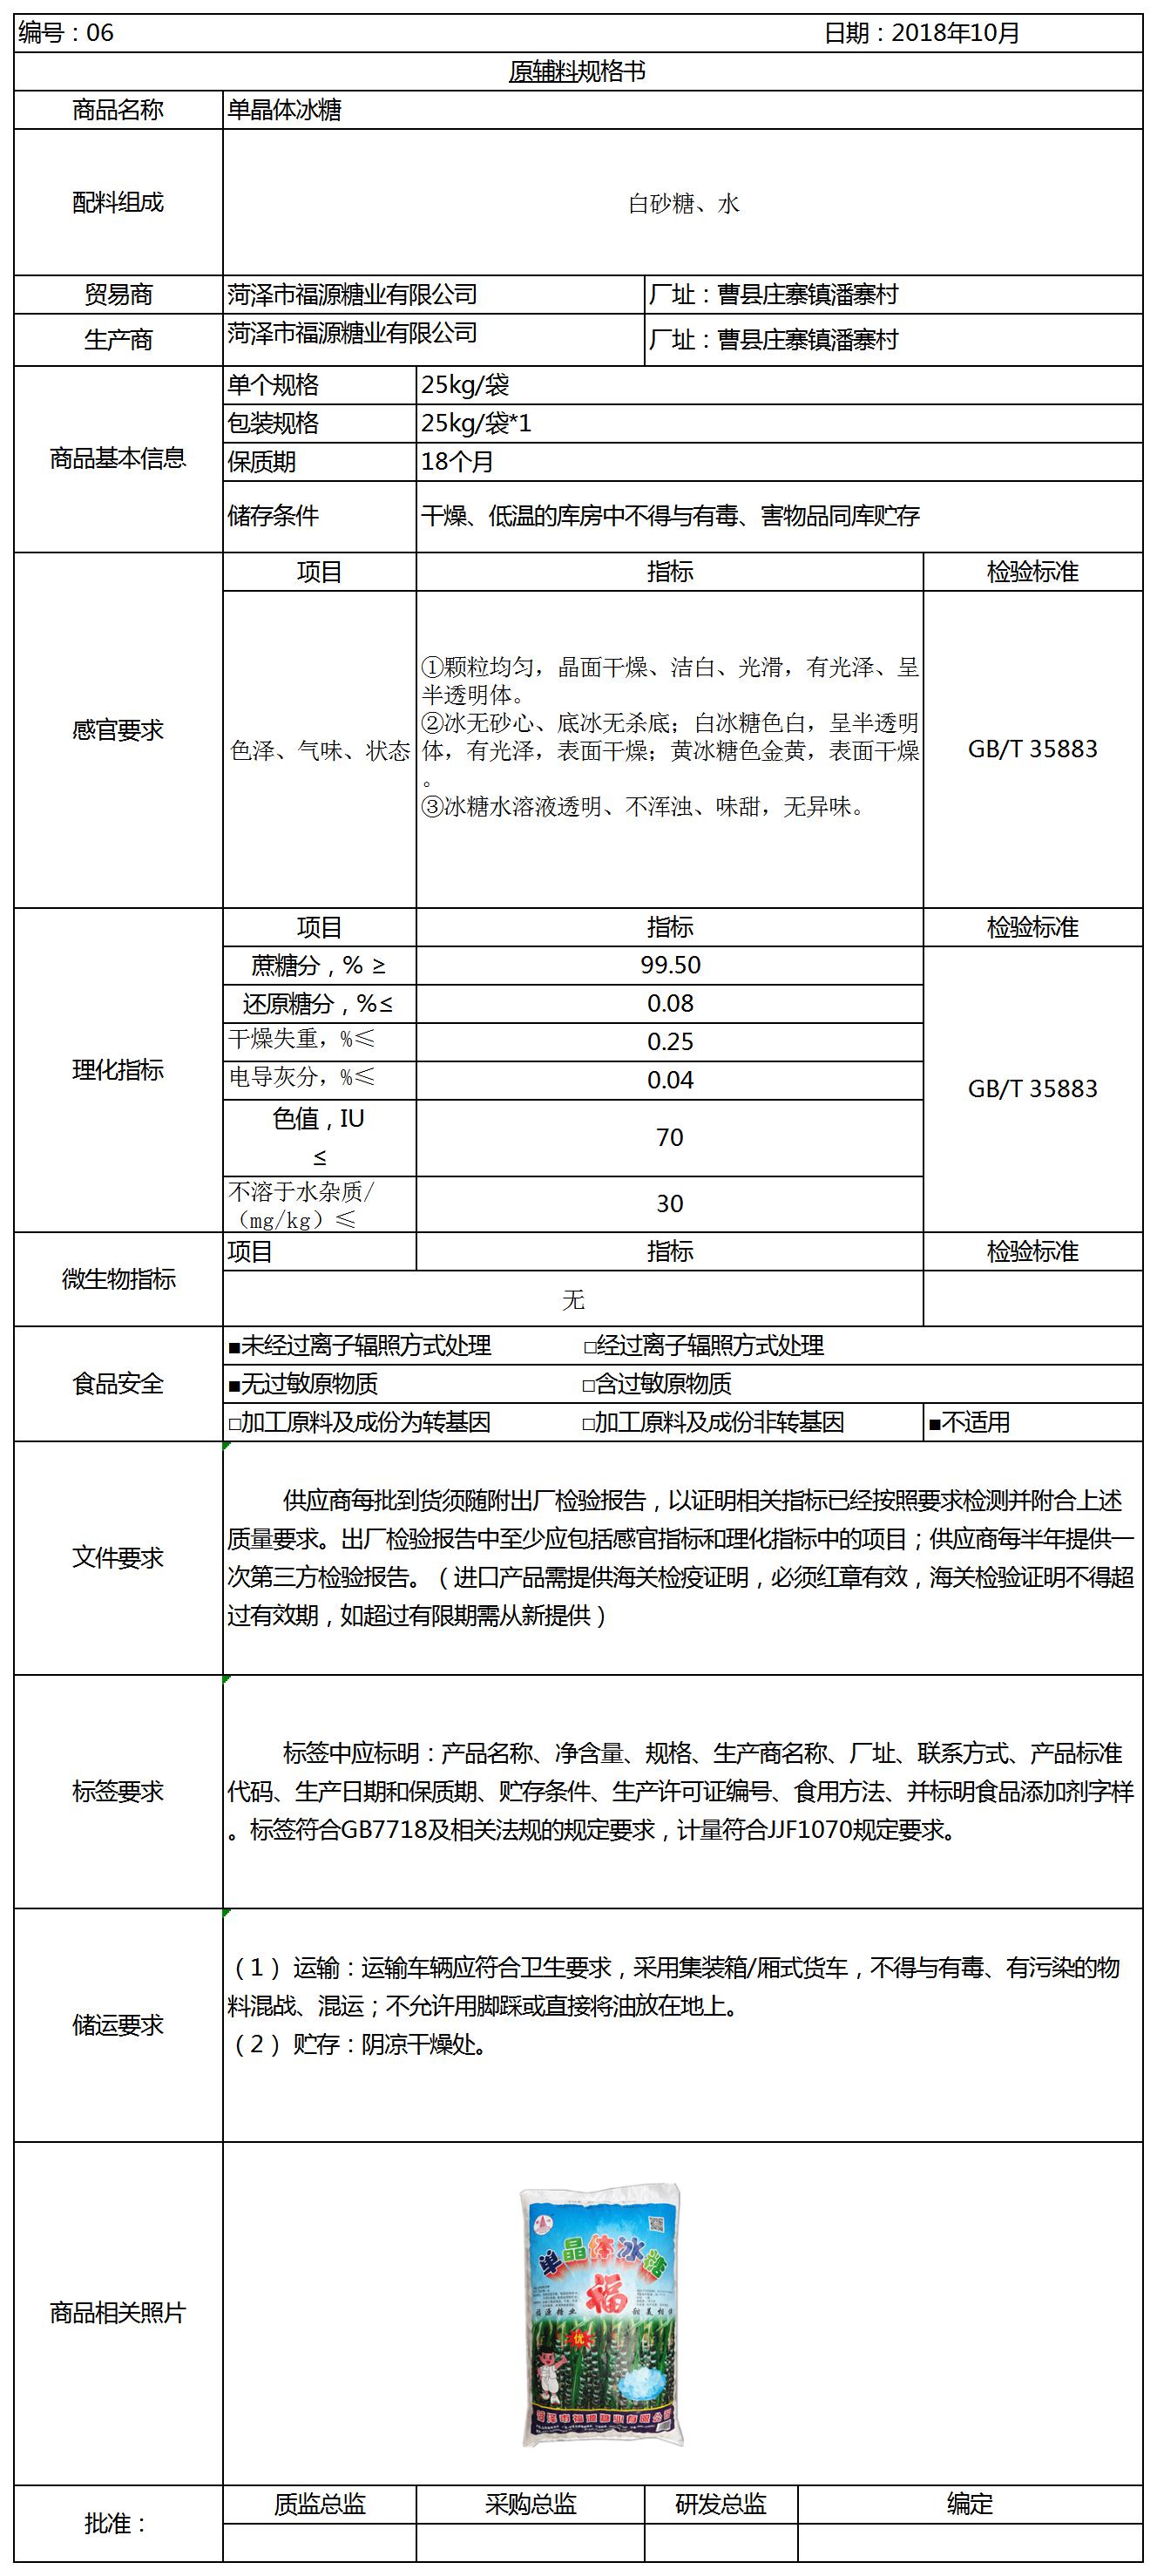 编号：06 日期：2018年10月
原辅料规格书
商品名称 单晶体冰糖
配料组成 白砂糖、水
贸易商 菏泽市福源糖业有限公司 厂址：曹县庄寨镇潘寨村
生产商 菏泽市福源糖业有限公司 厂址：曹县庄寨镇潘寨村
商品基本信息
单个规格 25kg/袋
包装规格 25kg/袋*1
保质期 18个月
储存条件 干燥、低温的库房中不得与有毒、害物品同库贮存
感官要求
项目 指标 检验标准
色泽、气味、状态
①颗粒均匀，晶面干燥、洁白、光滑，有光泽、呈
半透明体。
②冰无砂心、底冰无杀底；白冰糖色白，呈半透明
体，有光泽，表面干燥；黄冰糖色金黄，表面干燥
。
③冰糖水溶液透明、不浑浊、味甜，无异味。
GB/T 35883
理化指标
项目 指标 检验标准
蔗糖分，% ≥ 99.50
还原糖分，%≤ 0.08
干燥失重，%≤ 0.25
电导灰分，%≤ 0.04
色值，IU
≤
70
不溶于水杂质/
（mg/kg）≤
30
GB/T 35883
微生物指标
项目 指标 检验标准
无
食品安全
■未经过离子辐照方式处理 □经过离子辐照方式处理
■无过敏原物质 □含过敏原物质
□加工原料及成份为转基因 □加工原料及成份非转基因 ■不适用
文件要求
供应商每批到货须随附出厂检验报告，以证明相关指标已经按照要求检测并附合上述
质量要求。出厂检验报告中至少应包括感官指标和理化指标中的项目；供应商每半年提供一
次第三方检验报告。（进口产品需提供海关检疫证明，必须红章有效，海关检验证明不得超
过有效期，如超过有限期需从新提供）
标签要求
标签中应标明：产品名称、净含量、规格、生产商名称、厂址、联系方式、产品标准
代码、生产日期和保质期、贮存条件、生产许可证编号、食用方法、并标明食品添加剂字样
。标签符合GB7718及相关法规的规定要求，计量符合JJF1070规定要求。
储运要求
（1） 运输：运输车辆应符合卫生要求，采用集装箱/厢式货车，不得与有毒、有污染的物
料混战、混运；不允许用脚踩或直接将油放在地上。
（2） 贮存：阴凉干燥处。
商品相关照片
单晶体冰糖
福
福源糖业 甜美相伴
优
菏泽市福源糖业有限公司
批准：
质监总监 采购总监 研发总监 编定